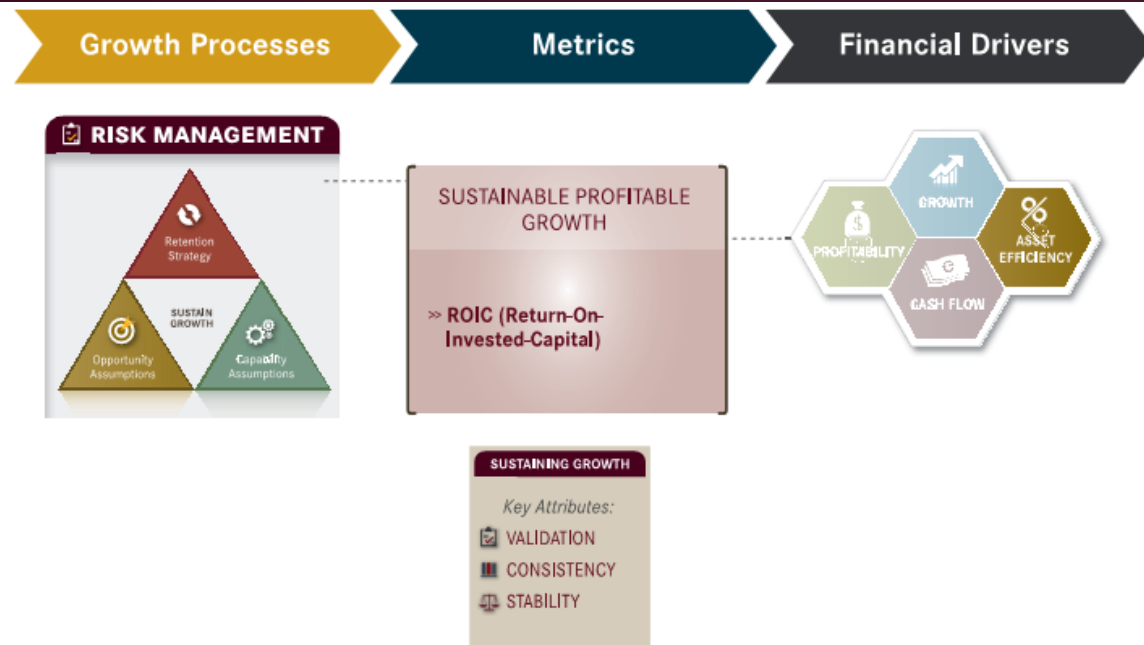 Growth Processes
Metrics
Financial Drivers
RISK MANAGEMENT
Retention
Strategy
SUSTAIN
GROWTH
Opportunity
Assumptions
Capability
Assumptions
SUSTAINABLE PROFITABLE
GROWTH
» ROIC (Return-On-
Invested-Capital)
GROWTH
PROFITABILITY
%
ASSET
EFFICIENCY
$
CASH FLOW
SUSTAINING GROWTH
Key Attributes:
VALIDATION
CONSISTENCY
STABILITY